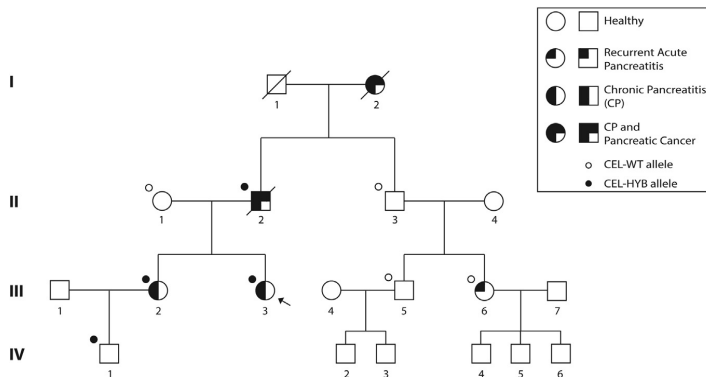 I
1
2
II
1
2
3
4
III
1
2
3
4
5
6
7
IV
1
2
3
4
5
6
Healthy
Recurrent Acute
Pancreatitis
Chronic Pancreatitis
(CP)
CP and
Pancreatic Cancer
CEL-WT allele
CEL-HYB allele